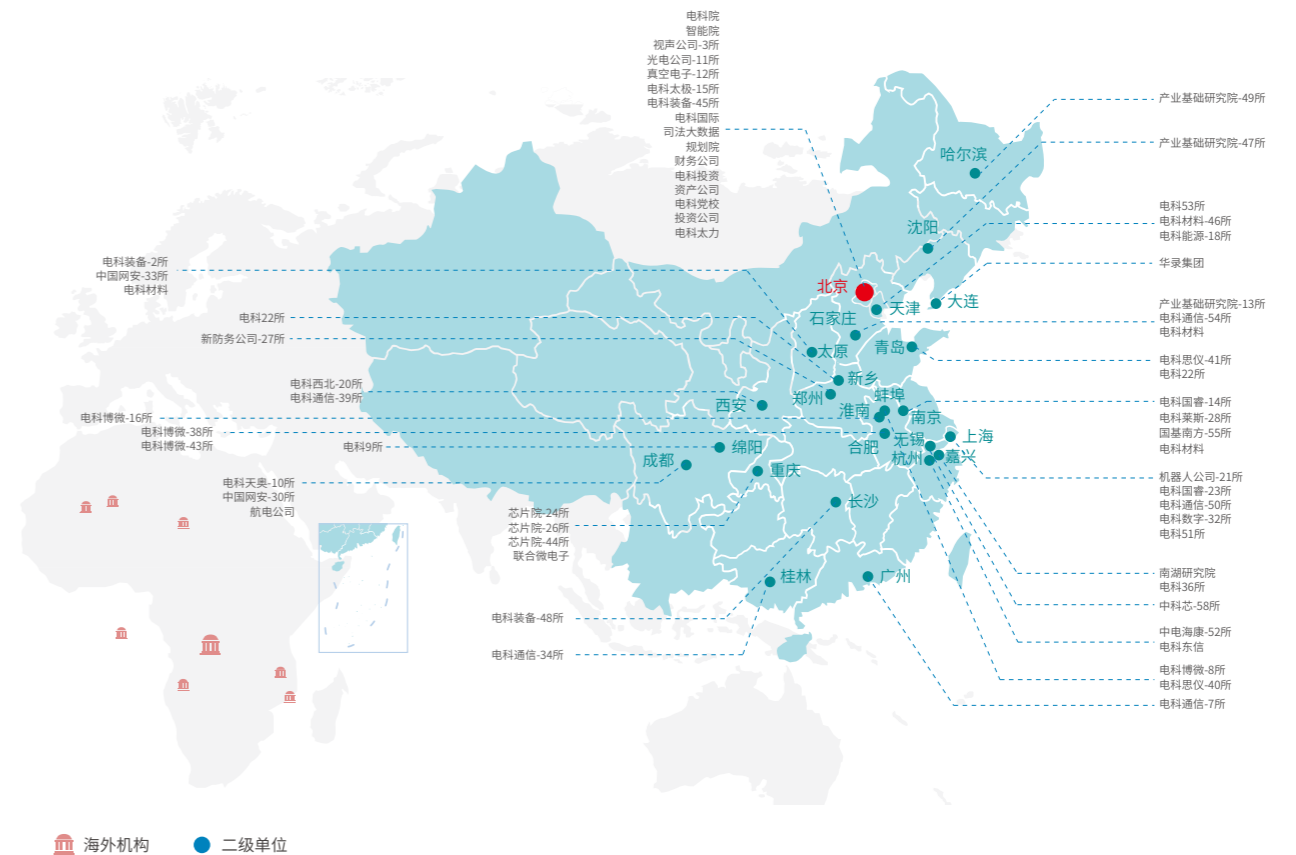 电科院
智能院
视声公司-3所
光电公司-11所
真空电子-12所
电科太极-15所
电科装备-45所
电科国际
司法大数据
规划院
财务公司
电科投资
资产公司
电科党校
投资公司
电科太力
产业基础研究院-49所
产业基础研究院-47所
电科53所
电科材料-46所
电科能源-18所
华录集团
产业基础研究院-13所
电科通信-54所
电科材料
电科思仪-41所
电科22所
电科国睿-14所
电科莱斯-28所
国基南方-55所
电科材料
机器人公司-21所
电科国睿-23所
电科通信-50所
电科数字-32所
电科51所
南湖研究院
电科36所
中科芯-58所
中电海康-52所
电科东信
电科博微-8所
电科思仪-40所
电科通信-7所
电科装备-2所
中国网安-33所
电科材料
电科22所
新防务公司-27所
电科西北-20所
电科通信-39所
电科博微-16所
电科博微-38所
电科博微-43所
电科9所
电科天奥-10所
中国网安-30所
航电公司
芯片院-24所
芯片院-26所
芯片院-44所
联合微电子
电科装备-48所
电科通信-34所
哈尔滨
沈阳
北京
天津
大连
石家庄
太原
青岛
新乡
郑州
蚌埠
西安
淮南
南京
合肥
无锡
上海
绵阳
杭州
嘉兴
成都
重庆
长沙
桂林
广州
海外机构
二级单位